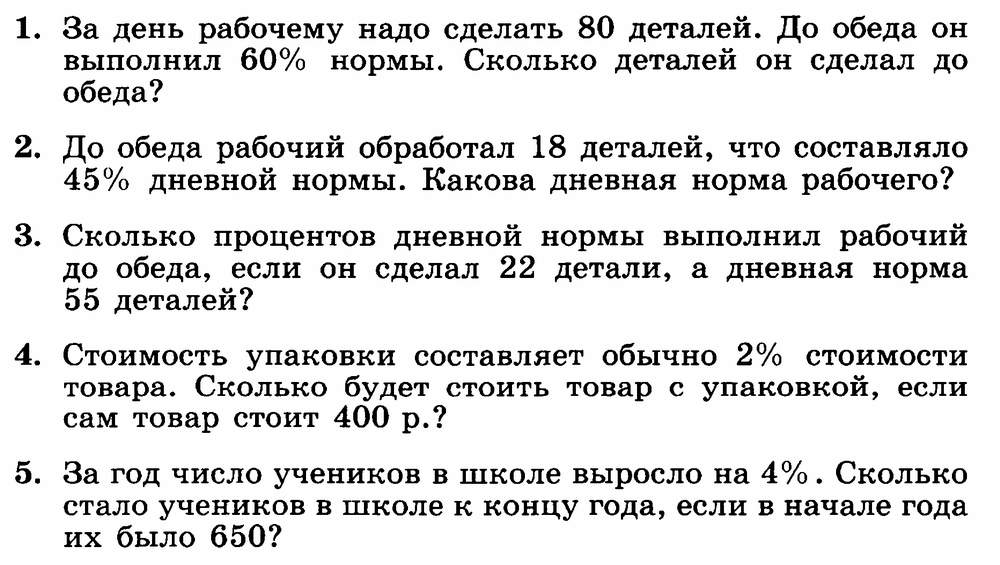 1. За день рабочему надо сделать 80 деталей. До обеда он
выполнил 60% нормы. Сколько деталей он сделал до
обеда?
2. До обеда рабочий обработал 18 деталей, что составляло
45% дневной нормы. Какова дневная норма рабочего?
3. Сколько процентов дневной нормы выполнил рабочий
до обеда, если он сделал 22 детали, а дневная норма
55 деталей?
4. Стоимость упаковки составляет обычно 2% стоимости
товара. Сколько будет стоить товар с упаковкой, если
сам товар стоит 400 р.?
5. За год число учеников в школе выросло на 4%. Сколько
стало учеников в школе к концу года, если в начале года
их было 650?